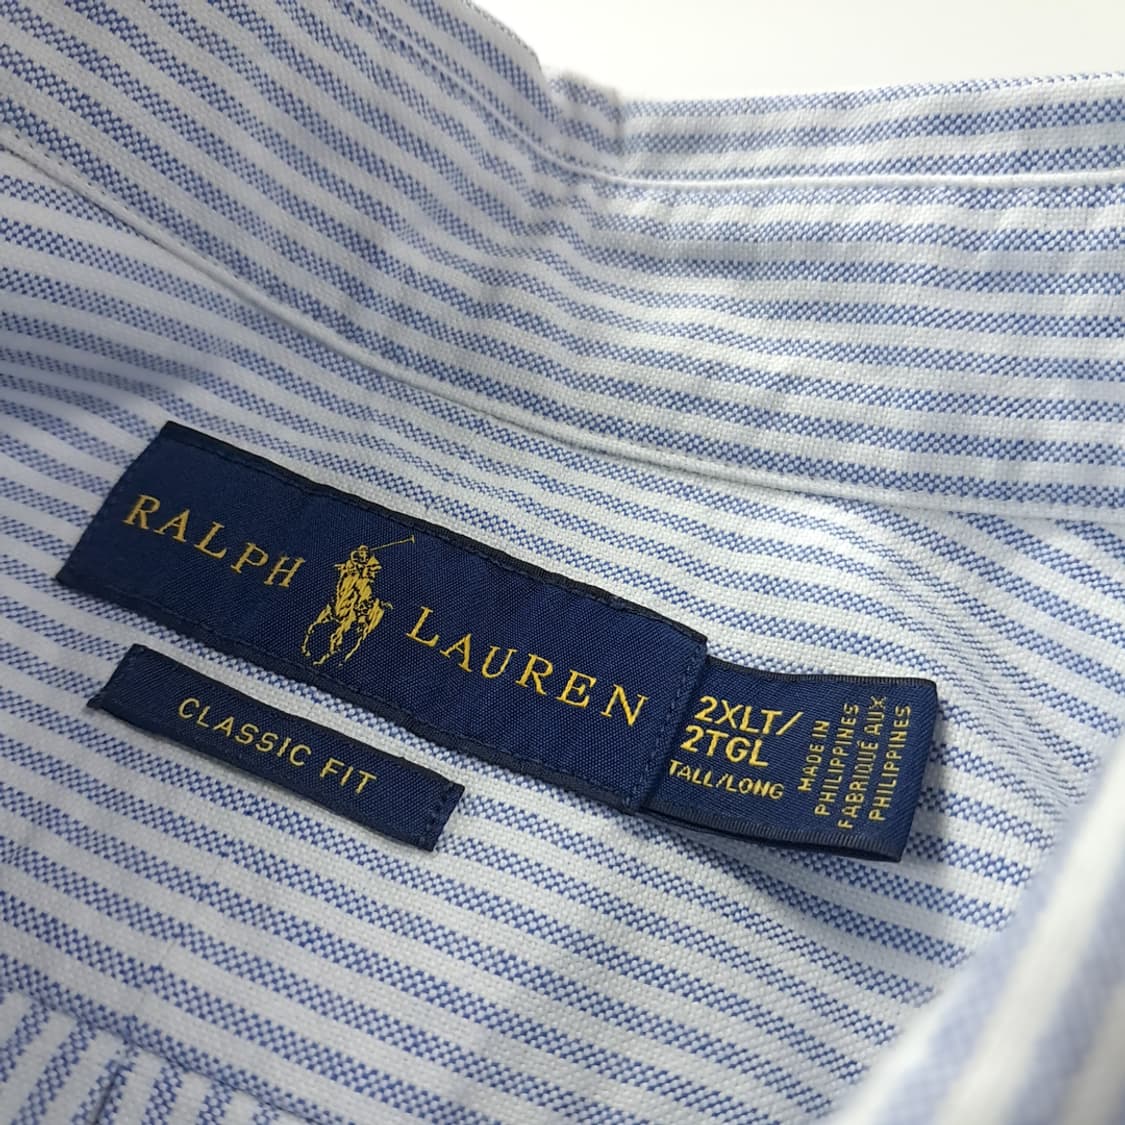 RALPH LAUREN
CLASSIC FIT
2XLT/
2TGL
TALL/LONG
MADE IN
PHILIPPINES
FABRIQUÉ AUX
PHILIPPINES